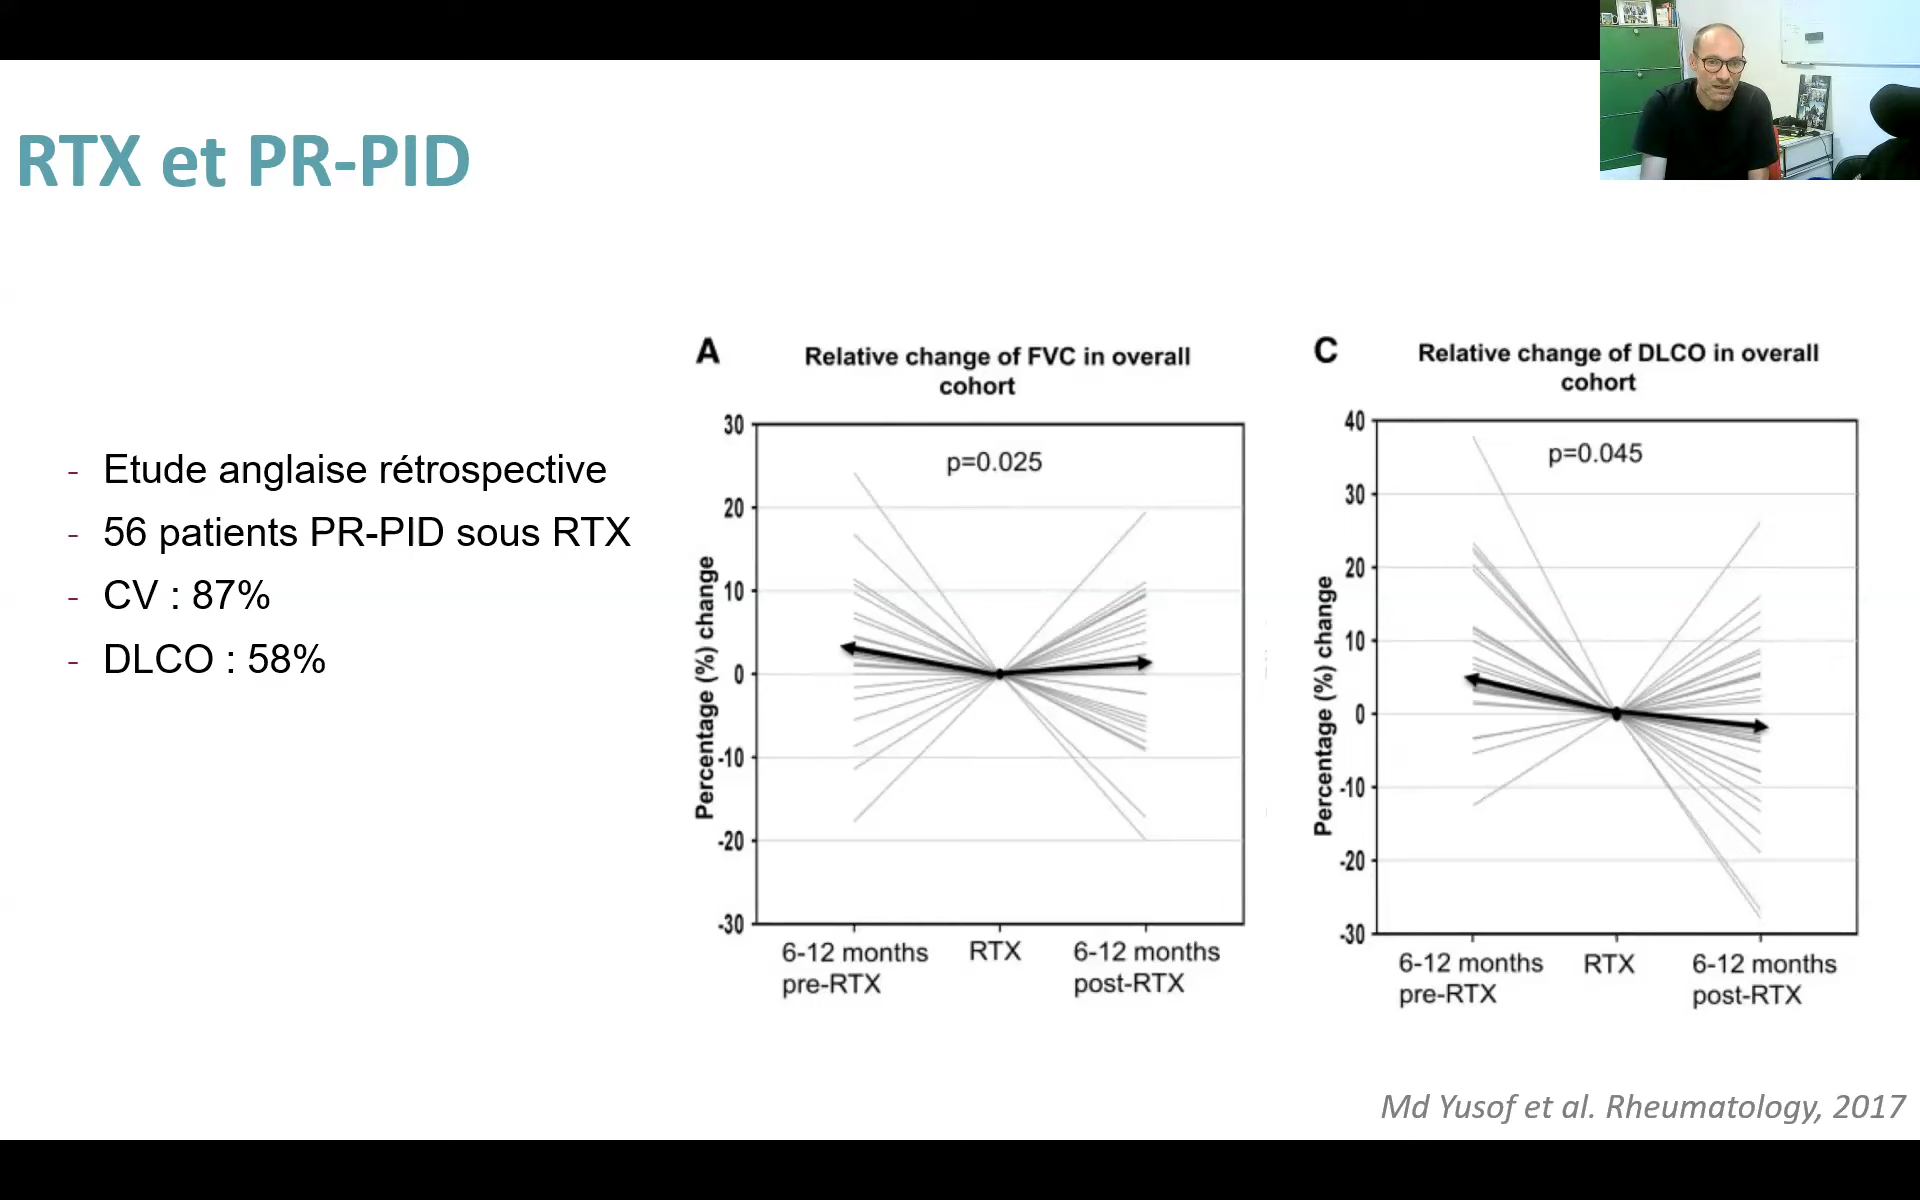 RTX et PR-PID
- Etude anglaise rétrospective
- 56 patients PR-PID sous RTX
- CV : 87%
- DLCO : 58%
A
Relative change of FVC in overall
cohort
p=0.025
Percentage (%) change
30
20
10
0
-10
-20
-30
6-12 months
pre-RTX
RTX
6-12 months
post-RTX
C
Relative change of DLCO in overall
cohort
p=0.045
Percentage (%) change
40
30
20
10
0
-10
-20
-30
6-12 months
pre-RTX
RTX
6-12 months
post-RTX
Md Yusof et al. Rheumatology, 2017